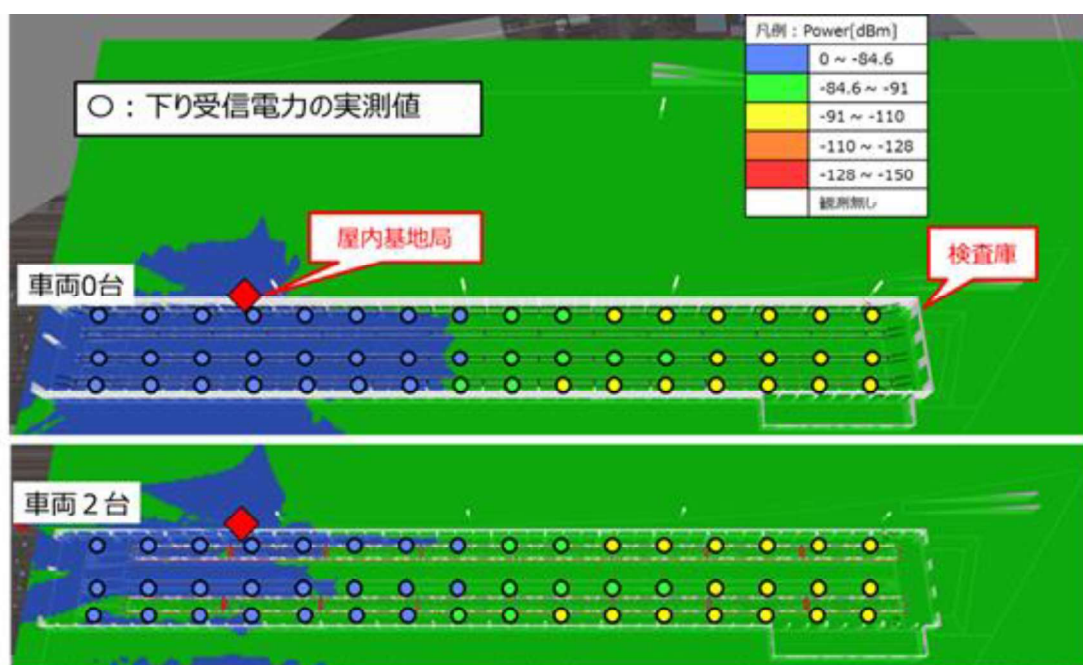 凡例：Power[dBm]
0 ~ -84.6
-84.6 ~ -91
-91 ~ -110
-110 ~ -128
-128 ~ -150
観測無し
○：下り受信電力の実測値
屋内基地局
検査庫
車両0台
車両２台